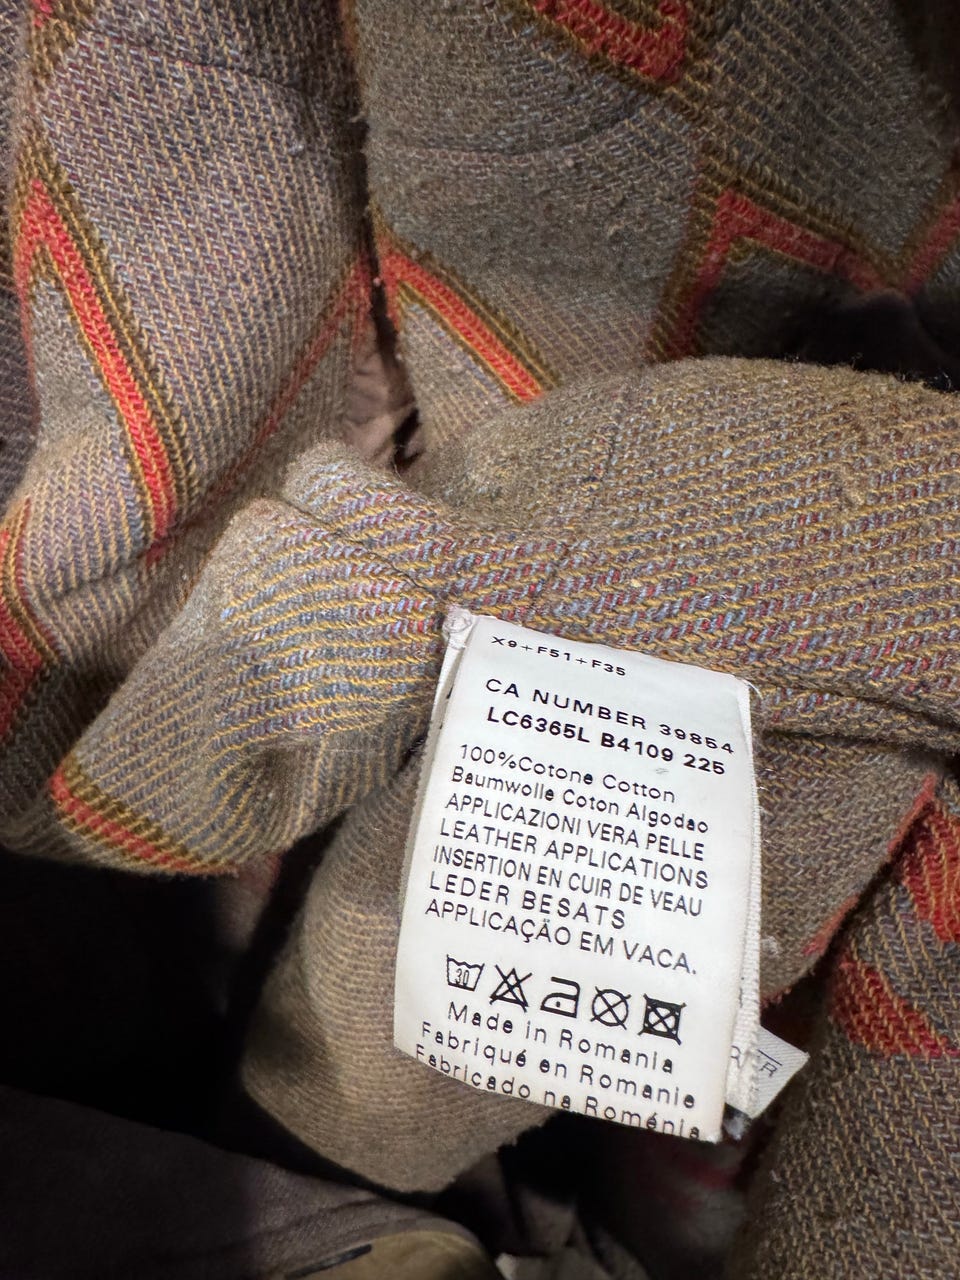 X9+F51+F35
CA NUMBER 39854
LC6365L B4109 225
100%Cotone Cotton
Baumwolle Coton Algodao
APPLICAZIONI VERA PELLE
LEATHER APPLICATIONS
INSERTION EN CUIR DE VEAU
LEDER BESATS
APPLICAÇÄO EM VACA.
30
Made in Romania
Fabriqué en Romanie
Fabricado na Roménia